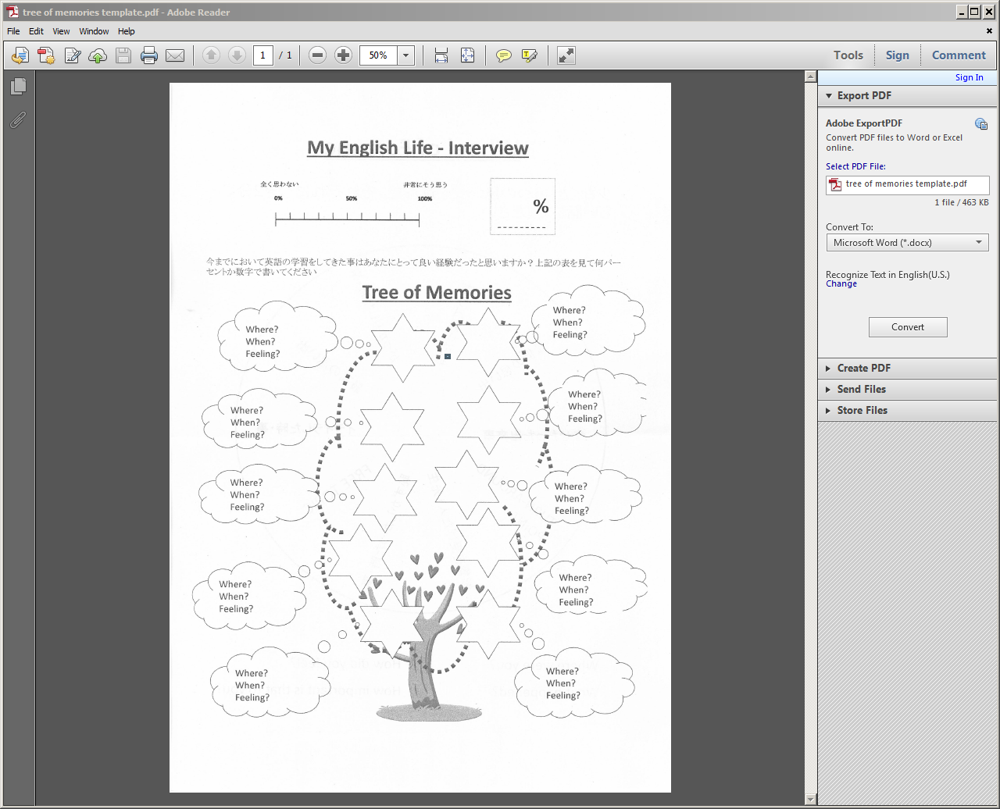 tree of memories template.pdf - Adobe Reader
File Edit View Window Help
1 / 1 50% Tools Sign Comment
Sign In
Export PDF
Adobe ExportPDF
Convert PDF files to Word or Excel
online.
Select PDF File:
tree of memories template.pdf
1 file / 463 KB
Convert To:
Microsoft Word (*.docx)
Recognize Text in English(U.S.)
Change
Convert
Create PDF
Send Files
Store Files
My English Life - Interview
全く思わない 非常にそう思う
0% 50% 100%
%
今までにおいて英語の学習をしてきた事はあなたにとって良い経験だったと思いますか？上記の表を見て何パー
セントか数字で書いてください
Tree of Memories
Where?
When?
Feeling?
Where?
When?
Feeling?
Where?
When?
Feeling?
Where?
When?
Feeling?
Where?
When?
Feeling?
Where?
When?
Feeling?
Where?
When?
Feeling?
Where?
When?
Feeling?
Where?
When?
Feeling?
Where?
When?
Feeling?